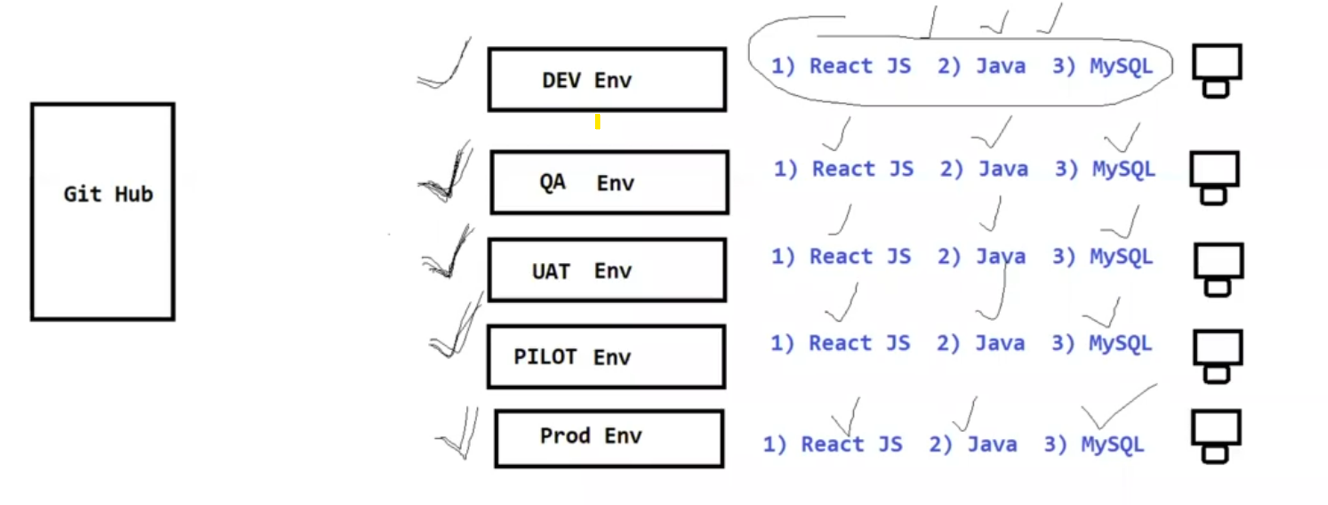 DEV Env
1) React JS 2) Java 3) MySQL
Git Hub
QA Env
1) React JS 2) Java 3) MySQL
UAT Env
1) React JS 2) Java 3) MySQL
PILOT Env
1) React JS 2) Java 3) MySQL
Prod Env
1) React JS 2) Java 3) MySQL